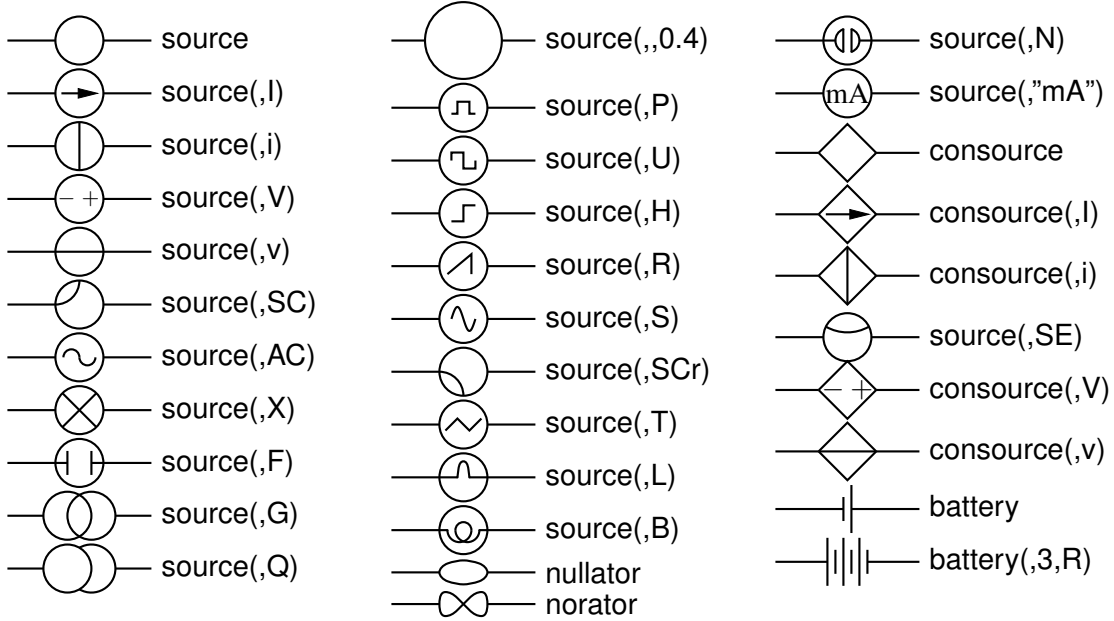 source
source(,I)
source(,i)
− + source(,V)
source(,v)
source(,SC)
source(,AC)
source(,X)
source(,F)
source(,G)
source(,Q)
source(,,0.4)
source(,P)
source(,U)
source(,H)
source(,R)
source(,S)
source(,SCr)
source(,T)
source(,L)
source(,B)
nullator
norator
source(,N)
mA source(,”mA”)
consource
consource(,I)
consource(,i)
source(,SE)
− + consource(,V)
consource(,v)
battery
battery(,3,R)